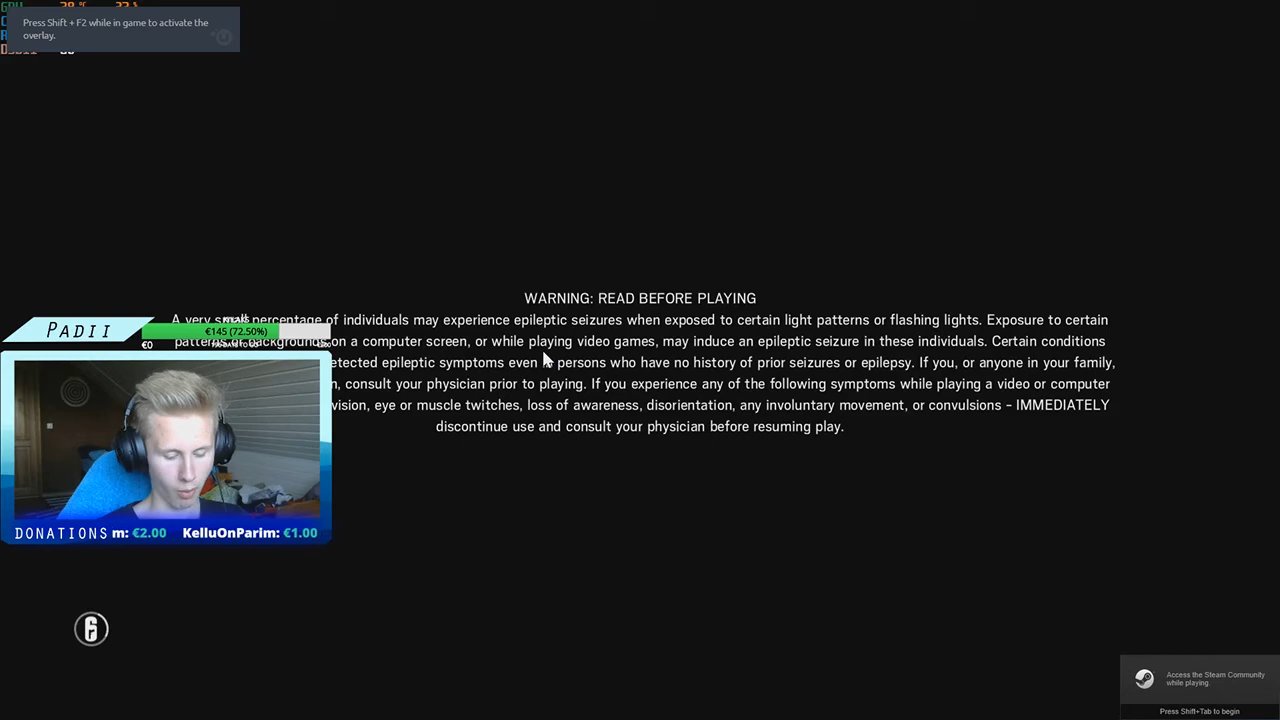 Press Shift + F2 while in game to activate the
overlay.
WARNING: READ BEFORE PLAYING
A very small percentage of individuals may experience epileptic seizures when exposed to certain light patterns or flashing lights. Exposure to certain
patterns or backgrounds on a computer screen, or while playing video games, may induce an epileptic seizure in these individuals. Certain conditions
etected epileptic symptoms even in persons who have no history of prior seizures or epilepsy. If you, or anyone in your family,
consult your physician prior to playing. If you experience any of the following symptoms while playing a video or computer
vision, eye or muscle twitches, loss of awareness, disorientation, any involuntary movement, or convulsions - IMMEDIATELY
discontinue use and consult your physician before resuming play.
PADII
€145 (72.50%)
€0
DONATIONS m: €2.00 KelluOnParim: €1.00
Access the Steam Community
while playing.
Press Shift+Tab to begin